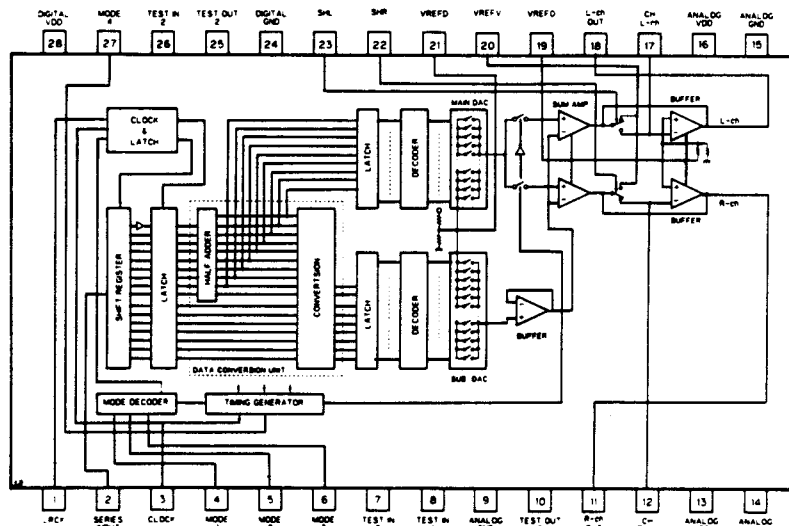 DIGITAL VDD
MODE 4
TEST IN 2
TEST OUT 2
DIGITAL GND
SHL
SHR
VREFD
VREFV
VREFD
L-ch OUT
CH L-ch
ANALOG VDD
ANALOG GND
28 27 26 25 24 23 22 21 20 19 18 17 16 15
CLOCK & LATCH
SHIFT REGISTER
LATCH
HALF ADDER
CONVERTSION
DATA CONVERSION UNIT
LATCH
DECODER
MAIN DAC
LATCH
DECODER
SUB DAC
SUM AMP
BUFFER
BUFFER
L-ch
R-ch
BUFFER
MODE DECODER
TIMING GENERATOR
1 2 3 4 5 6 7 8 9 10 11 12 13 14
LRCK
SERIES
CLOCK
MODE
MODE
MODE
TEST IN
TEST IN
ANALOG
TEST OUT
R-ch
CH
ANALOG
ANALOG